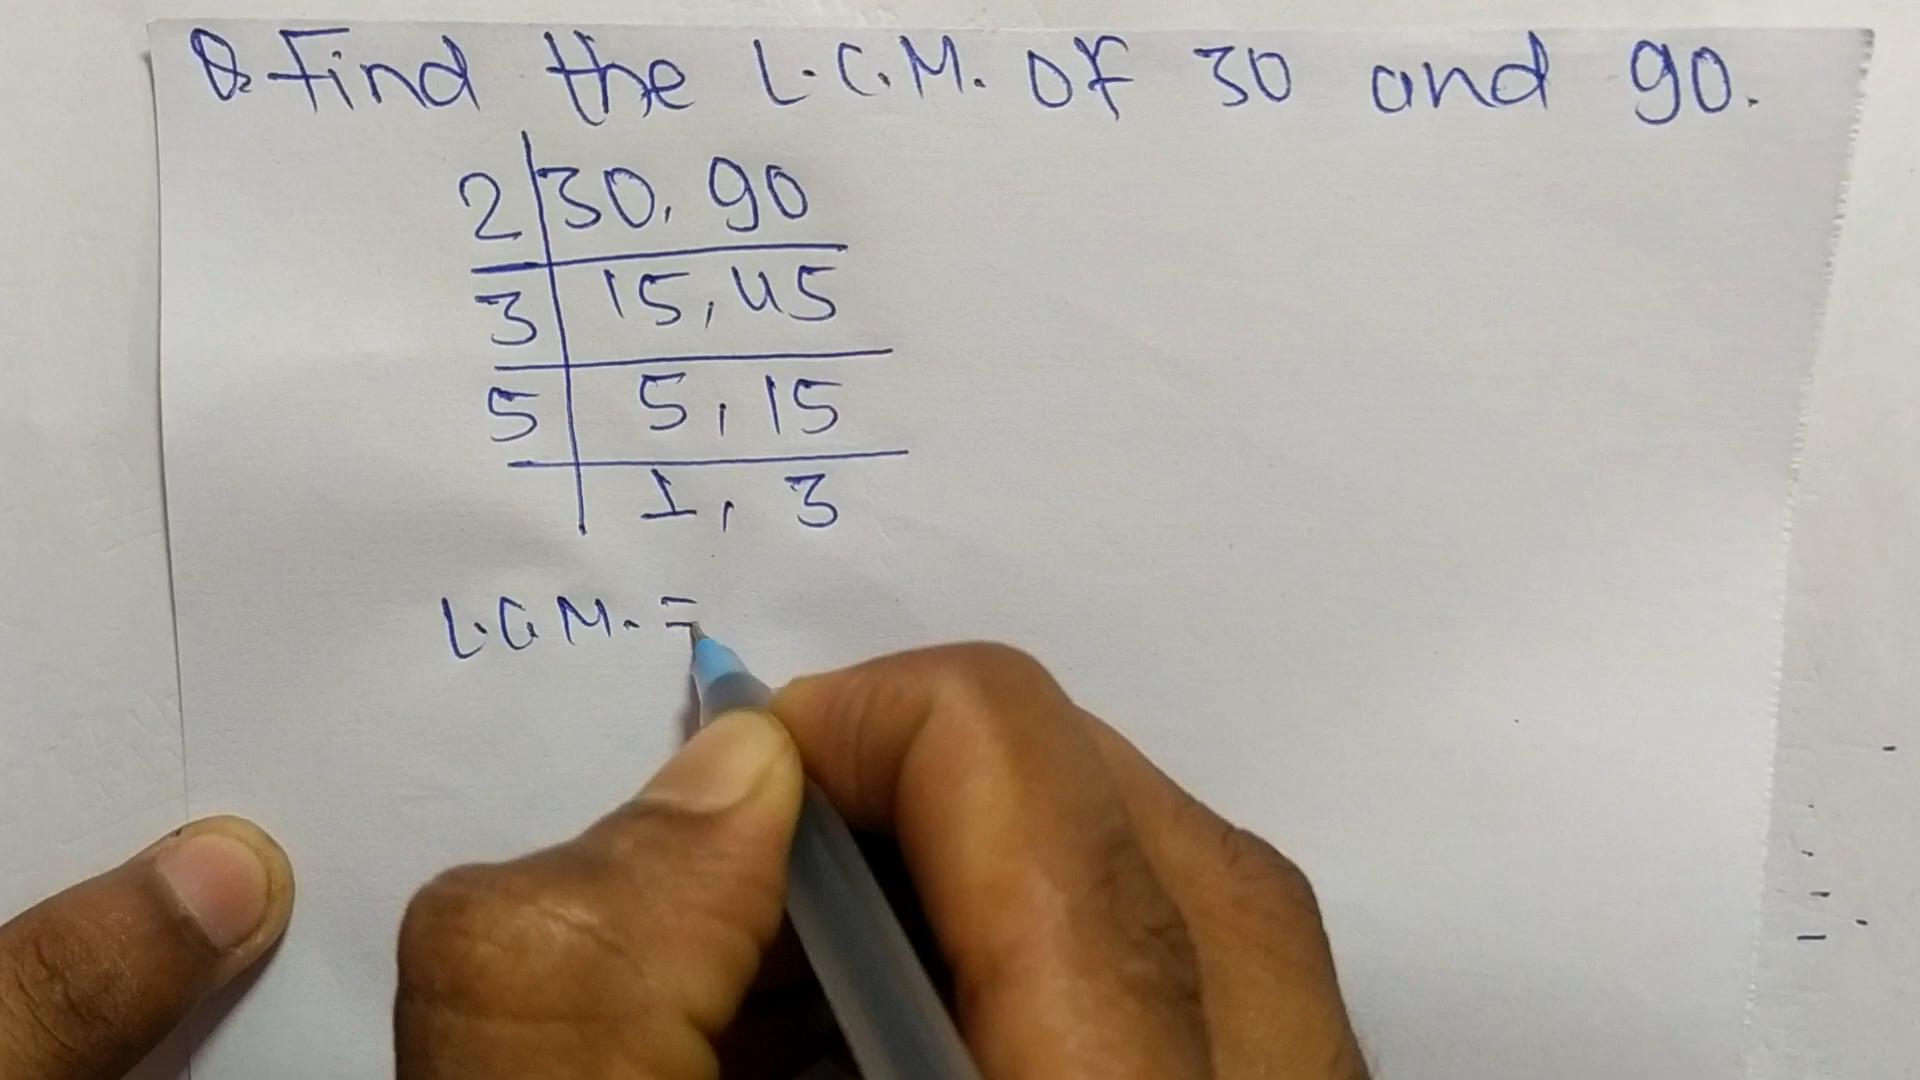 Q. Find the L.C.M. of 30 and 90.
2 | 30, 90
3 | 15, 45
5 | 5, 15
| 1, 3
L.C.M. =